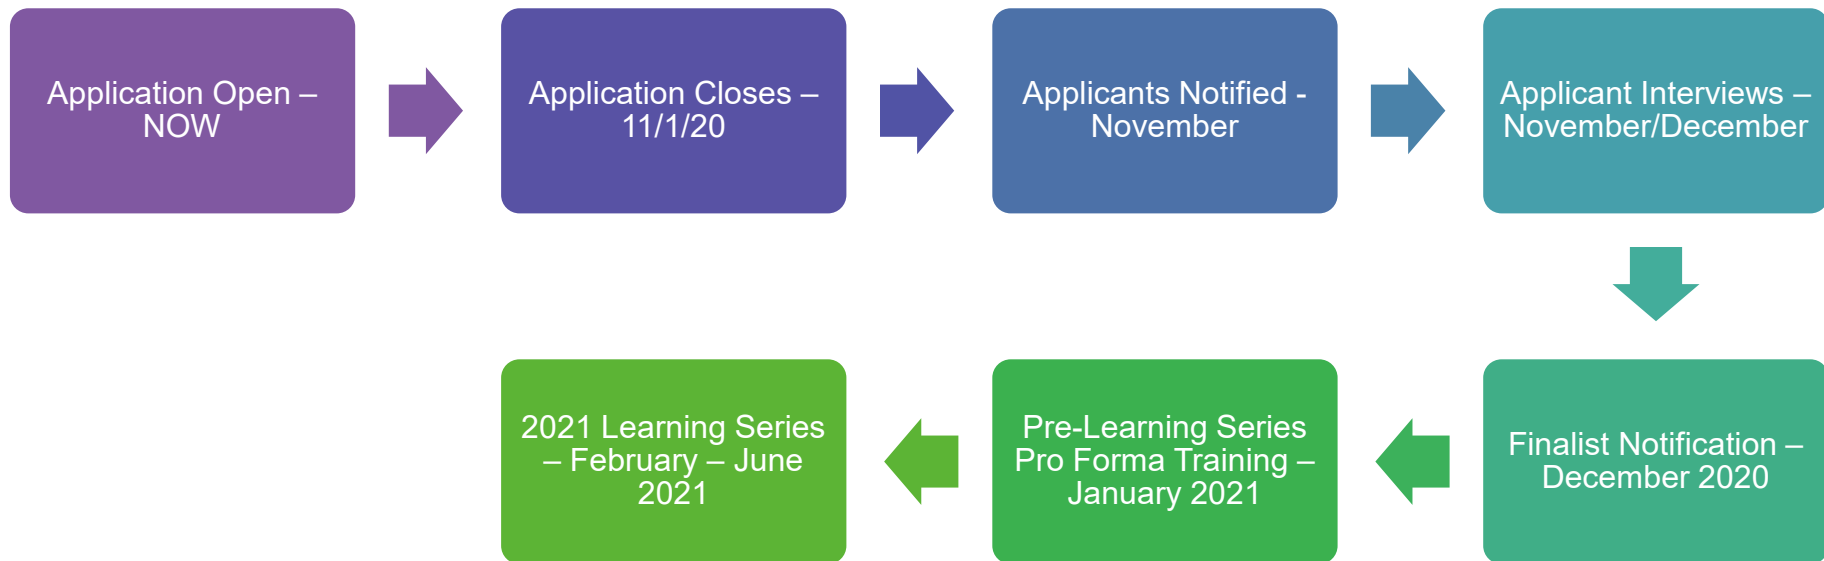 Application Open –
NOW
Application Closes –
11/1/20
Applicants Notified -
November
Applicant Interviews –
November/December
Finalist Notification –
December 2020
Pre-Learning Series
Pro Forma Training –
January 2021
2021 Learning Series
– February – June
2021